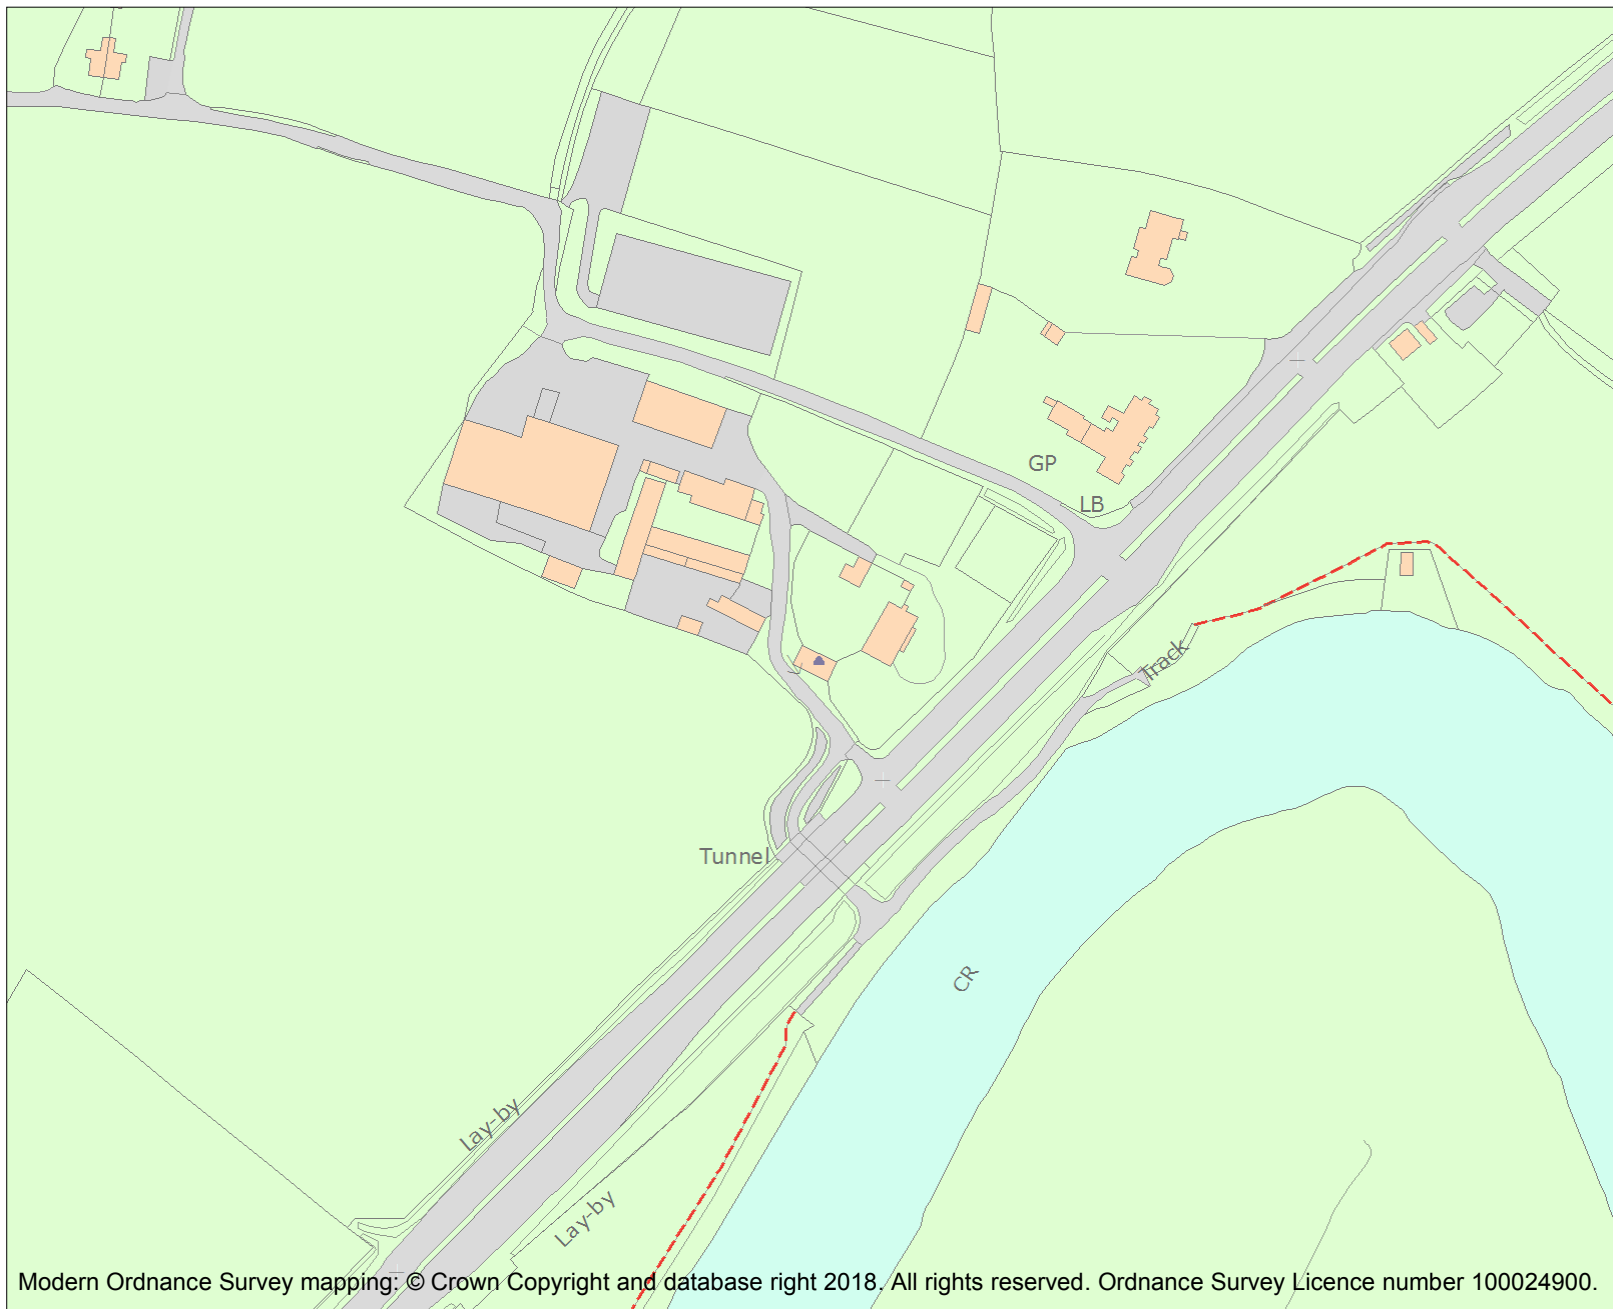 GP
LB
Track
Tunnel
CR
Lay-by
Lay-by
Modern Ordnance Survey mapping: © Crown Copyright and database right 2018. All rights reserved. Ordnance Survey Licence number 100024900.